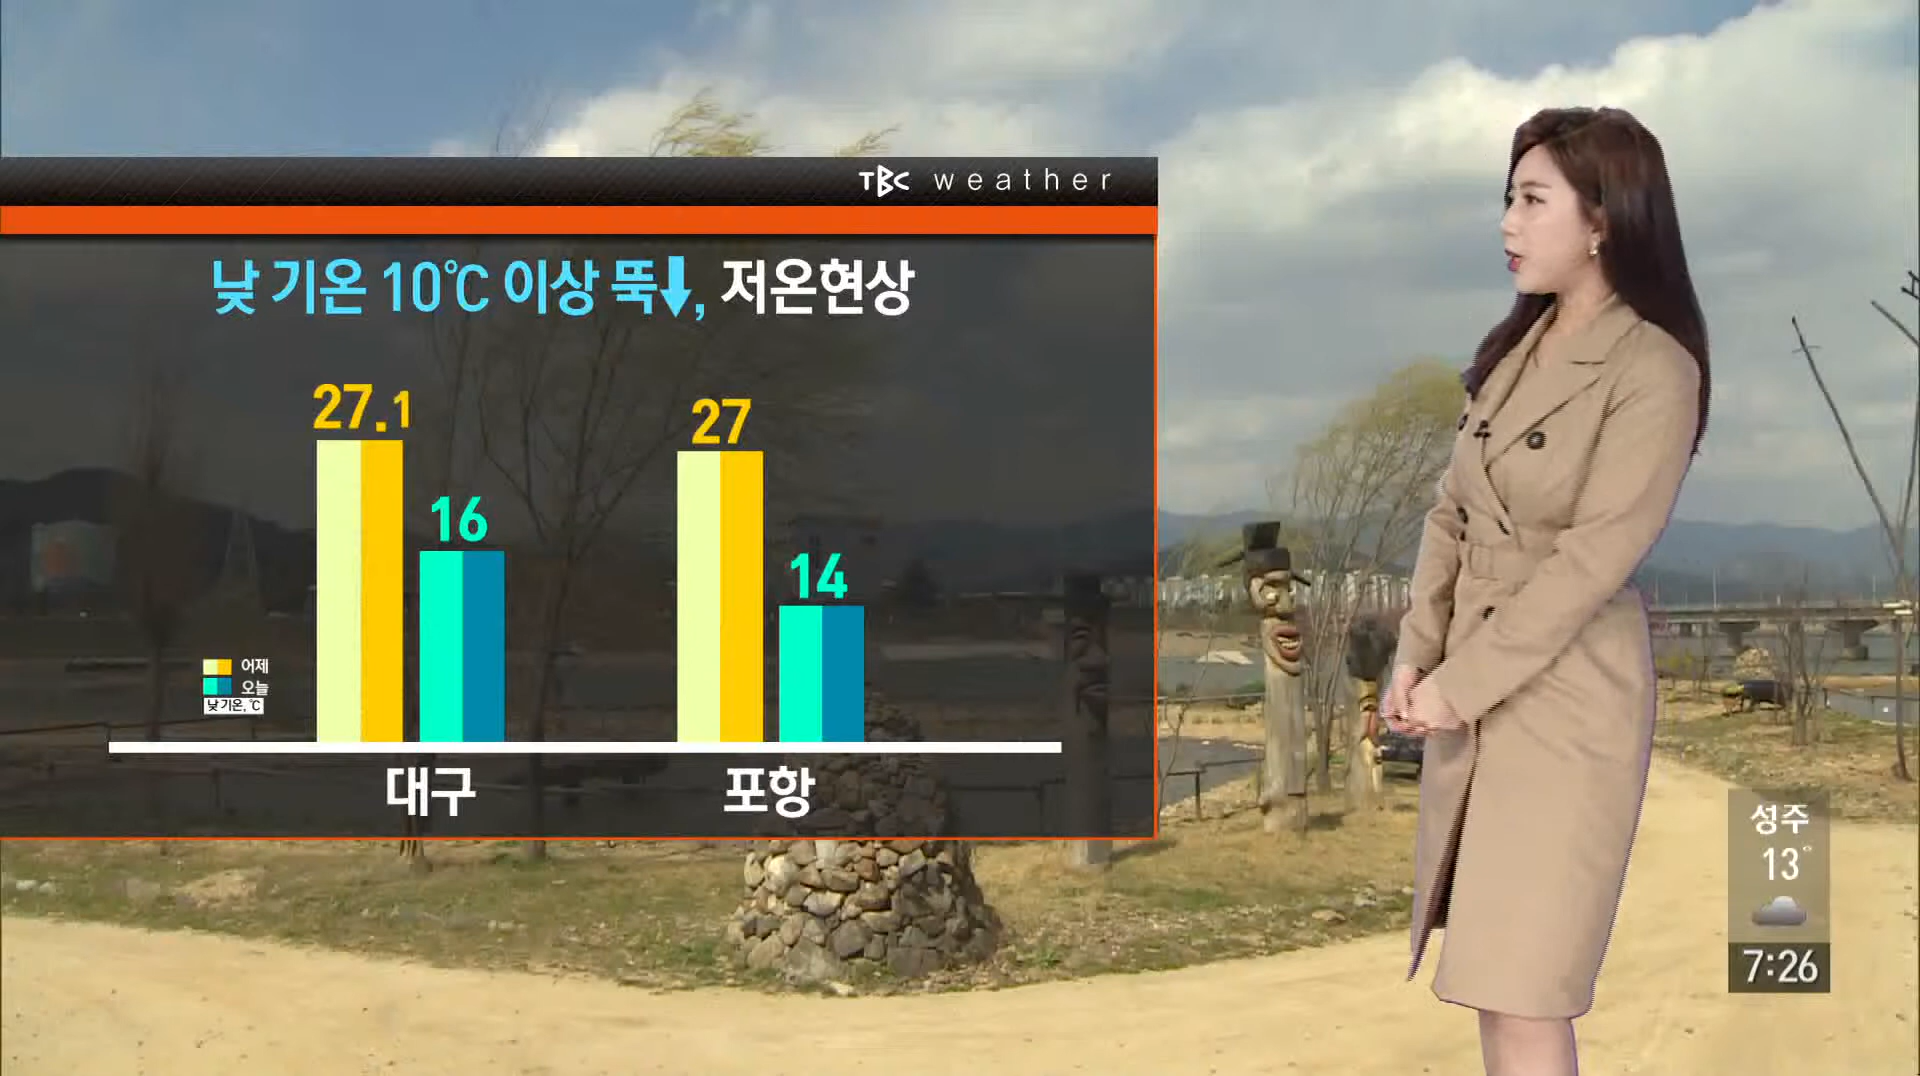 TBC weather
낮 기온 10℃ 이상 뚝⬇, 저온현상
27.1
27
16
14
어제
오늘
낮 기온, ℃
대구
포항
성주
13°
7:26